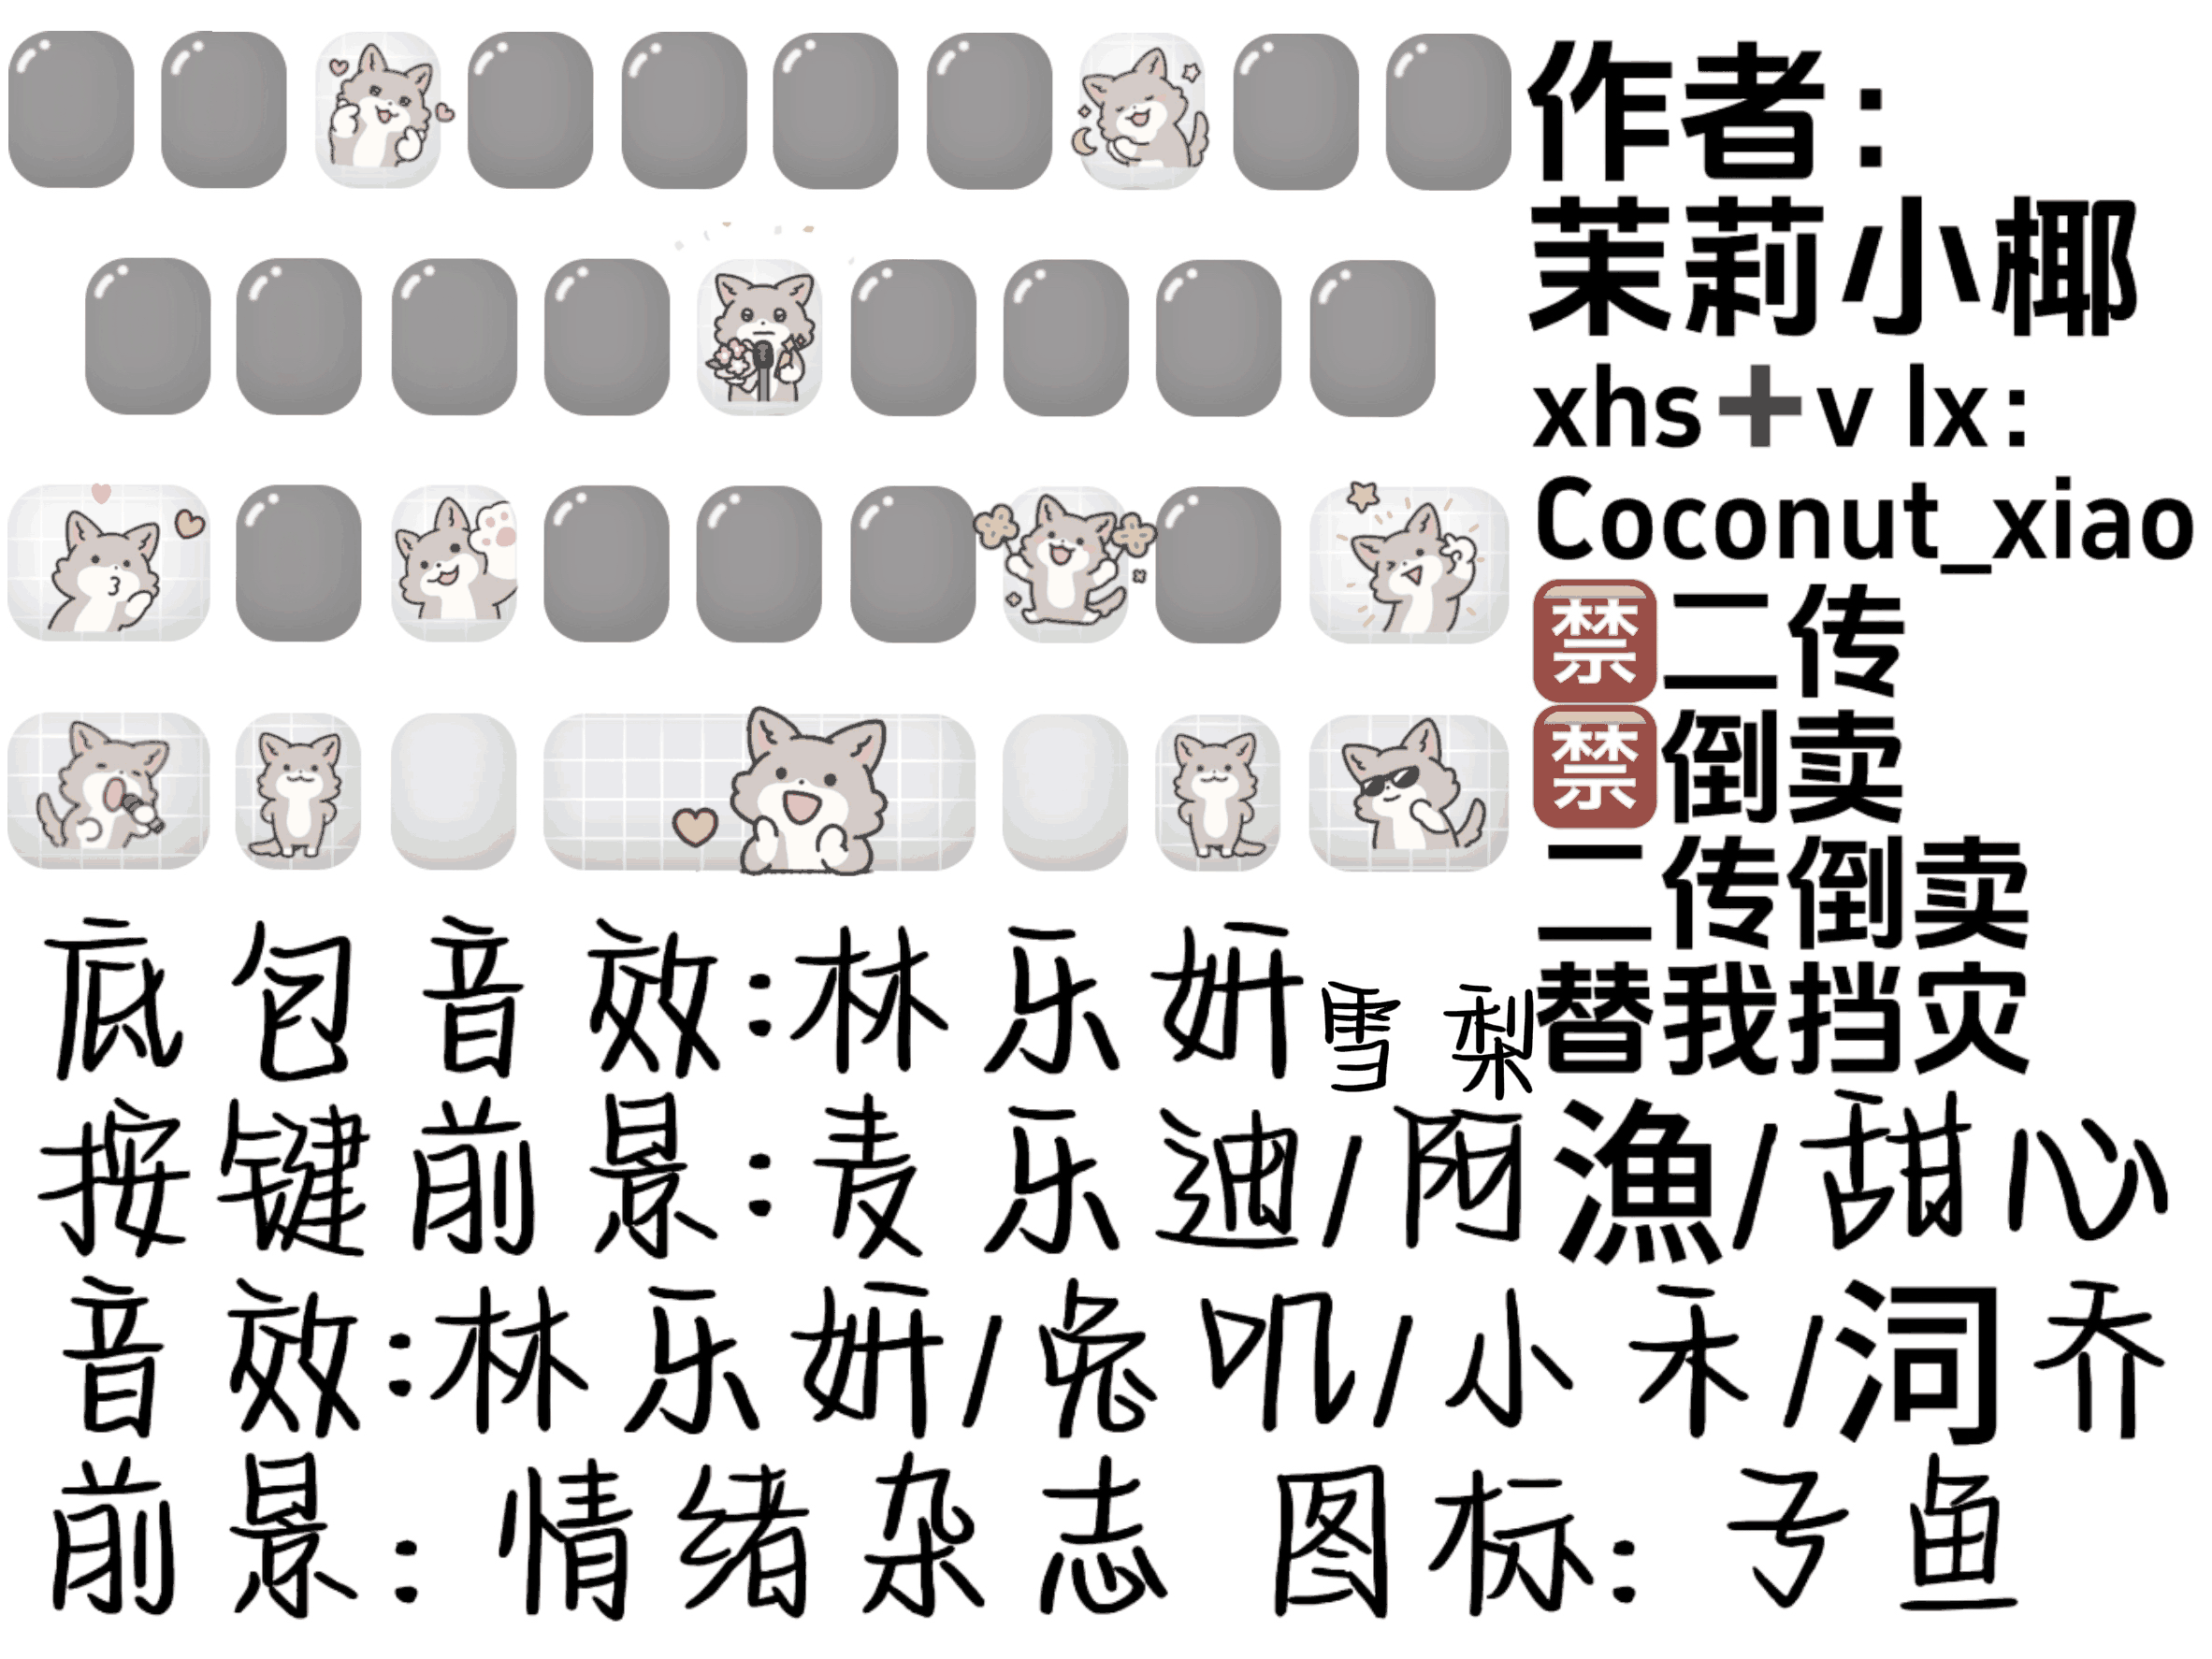 作者:
茉莉小椰
xhs➕v lx:
Coconut_xiao
🈲二传
🈲倒卖
二传倒卖
替我挡灾
底包音效:林乐妍雪梨
按键前景:麦乐迪/阿漁/甜心
音效:林乐妍/兔叽/小禾/泀乔
前景:情绪杂志 图标:亏鱼